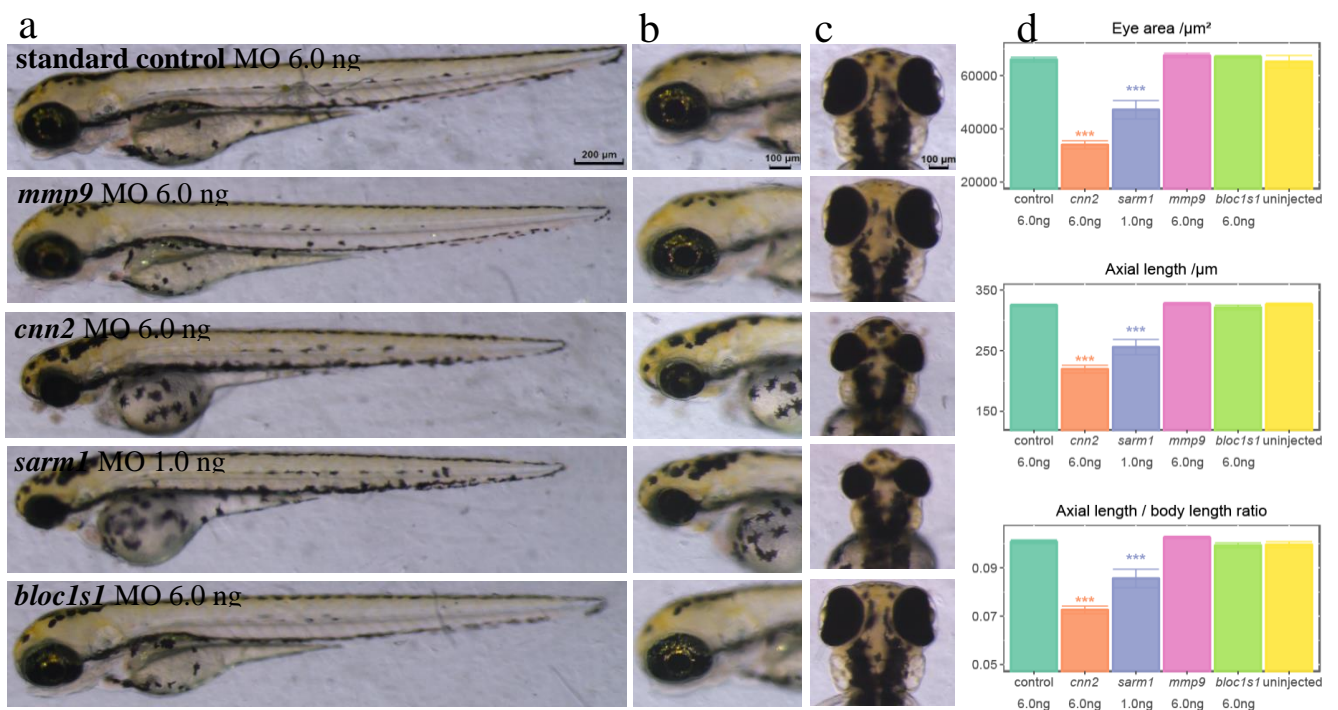 a
b
c
d
standard control MO 6.0 ng
200 µm
100 µm
100 µm
mmp9 MO 6.0 ng
cnn2 MO 6.0 ng
sarm1 MO 1.0 ng
bloc1s1 MO 6.0 ng
Eye area /µm²
60000
40000
20000
***
***
control cnn2 sarm1 mmp9 bloc1s1 uninjected
6.0ng 6.0ng 1.0ng 6.0ng 6.0ng
Axial length /µm
350
250
150
***
***
control cnn2 sarm1 mmp9 bloc1s1 uninjected
6.0ng 6.0ng 1.0ng 6.0ng 6.0ng
Axial length / body length ratio
0.09
0.07
0.05
***
***
control cnn2 sarm1 mmp9 bloc1s1 uninjected
6.0ng 6.0ng 1.0ng 6.0ng 6.0ng